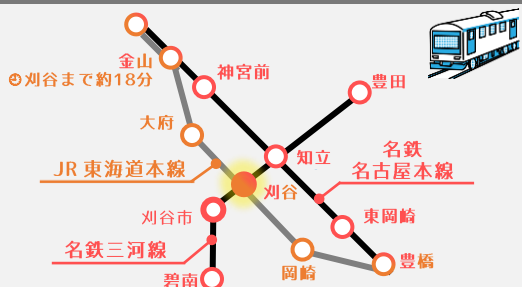 金山
刈谷まで約18分
神宮前
豊田
大府
知立
名鉄
名古屋本線
JR東海道本線
刈谷
刈谷市
東岡崎
名鉄三河線
岡崎
豊橋
碧南